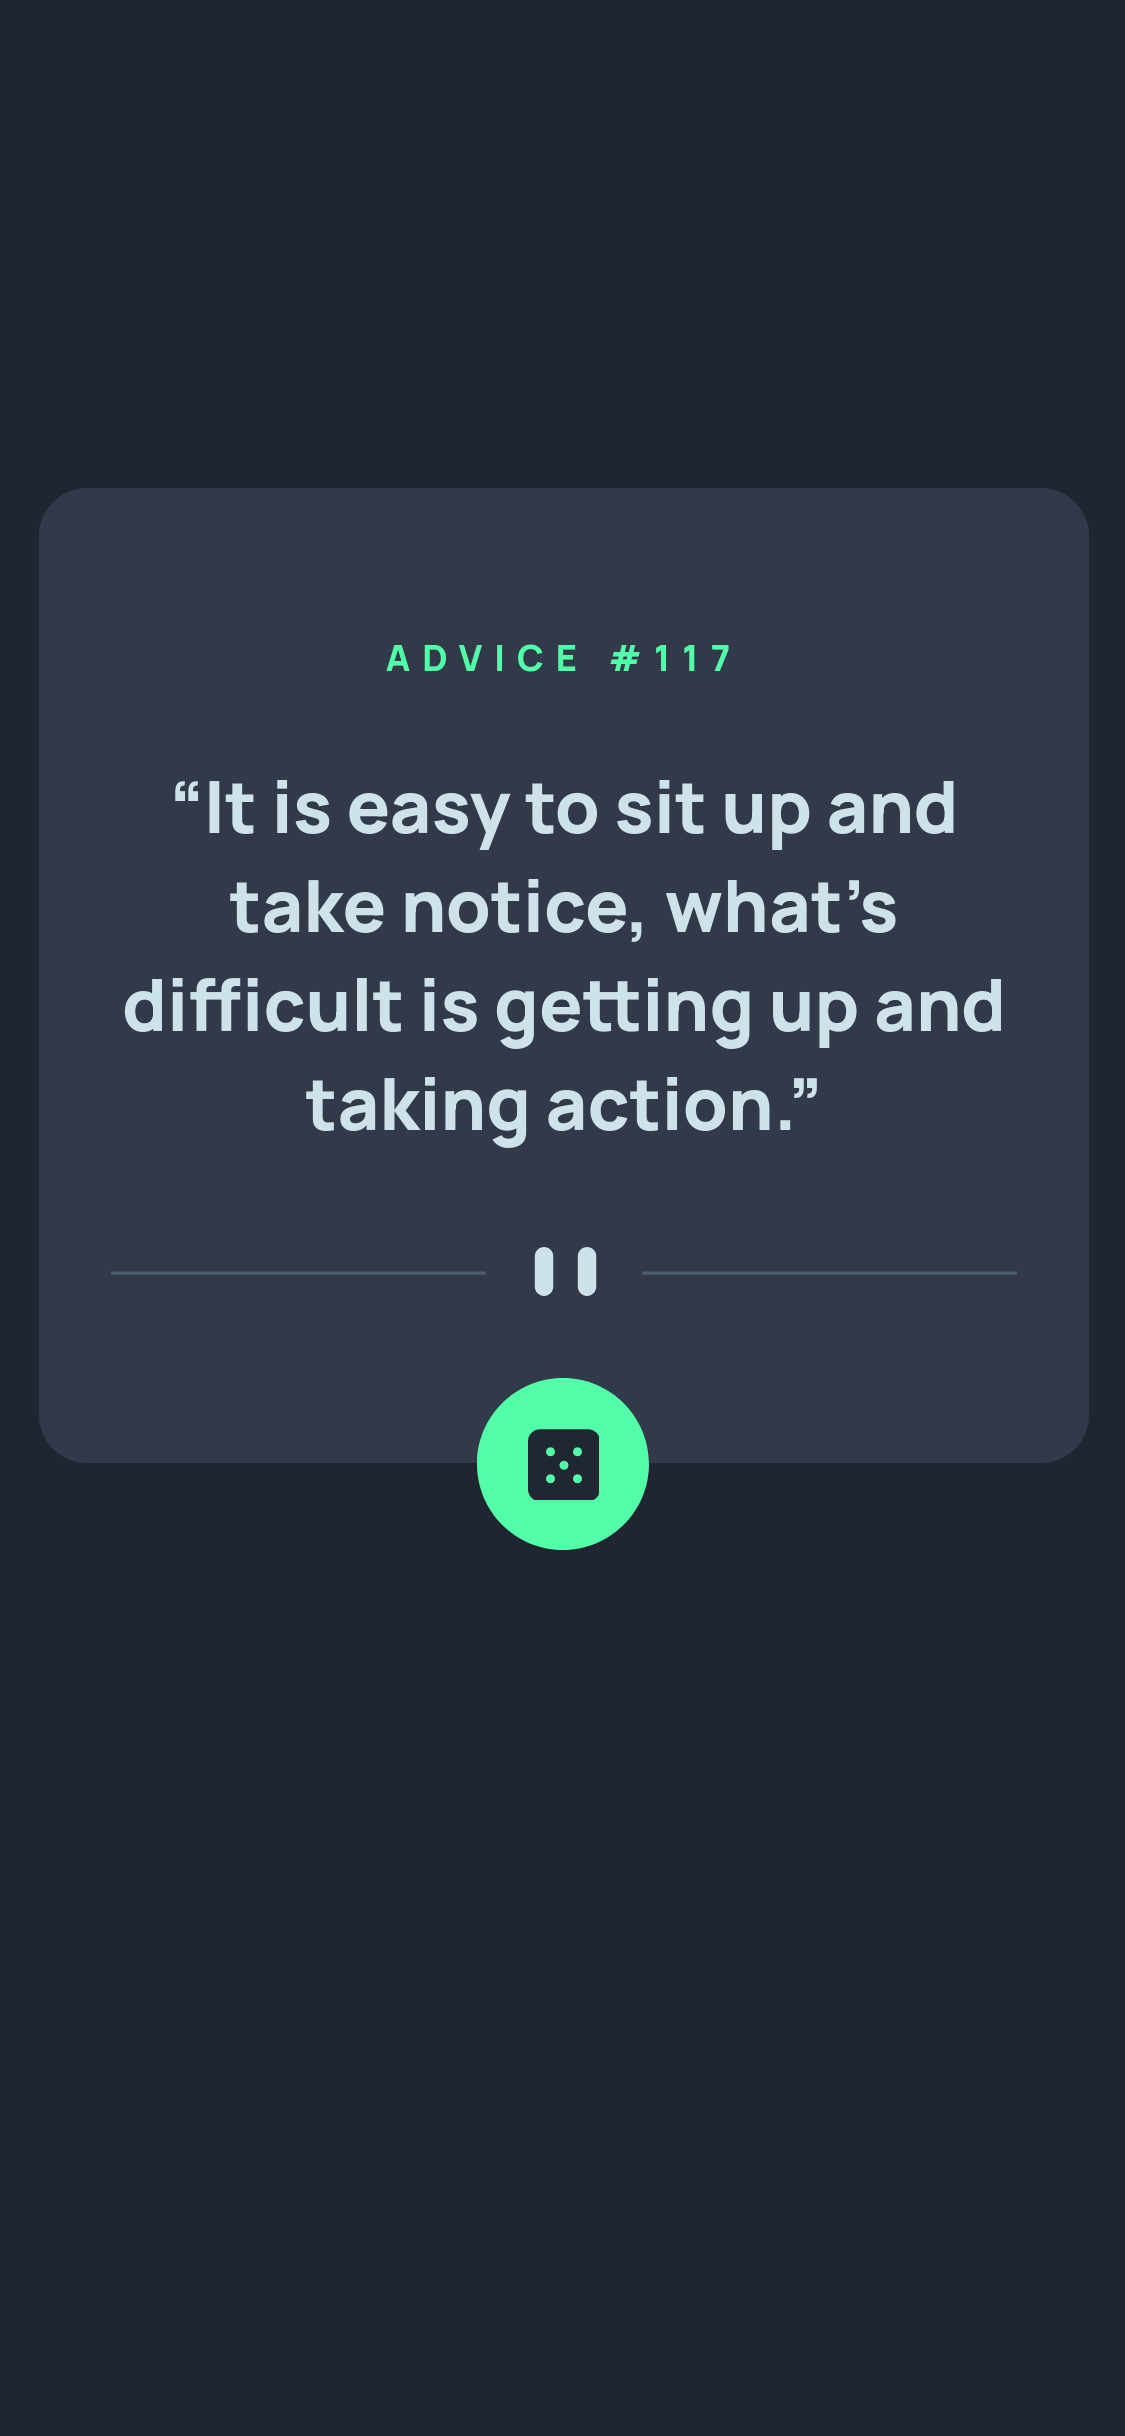 ADVICE #117
“It is easy to sit up and
take notice, what’s
difficult is getting up and
taking action.”